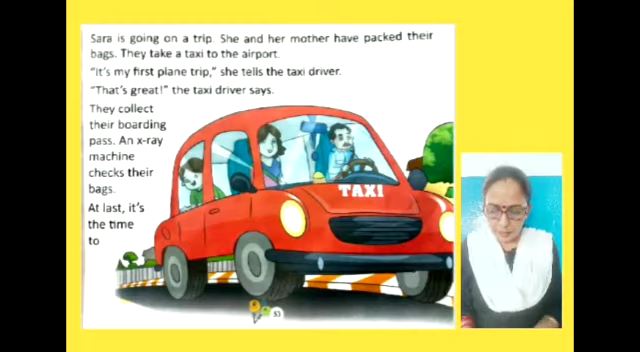 Sara is going on a trip. She and her mother have packed their
bags. They take a taxi to the airport.
"It's my first plane trip," she tells the taxi driver.
"That's great!" the taxi driver says.
They collect
their boarding
pass. An x-ray
machine
checks their
bags.
At last, it's
the time
to
TAXI
53